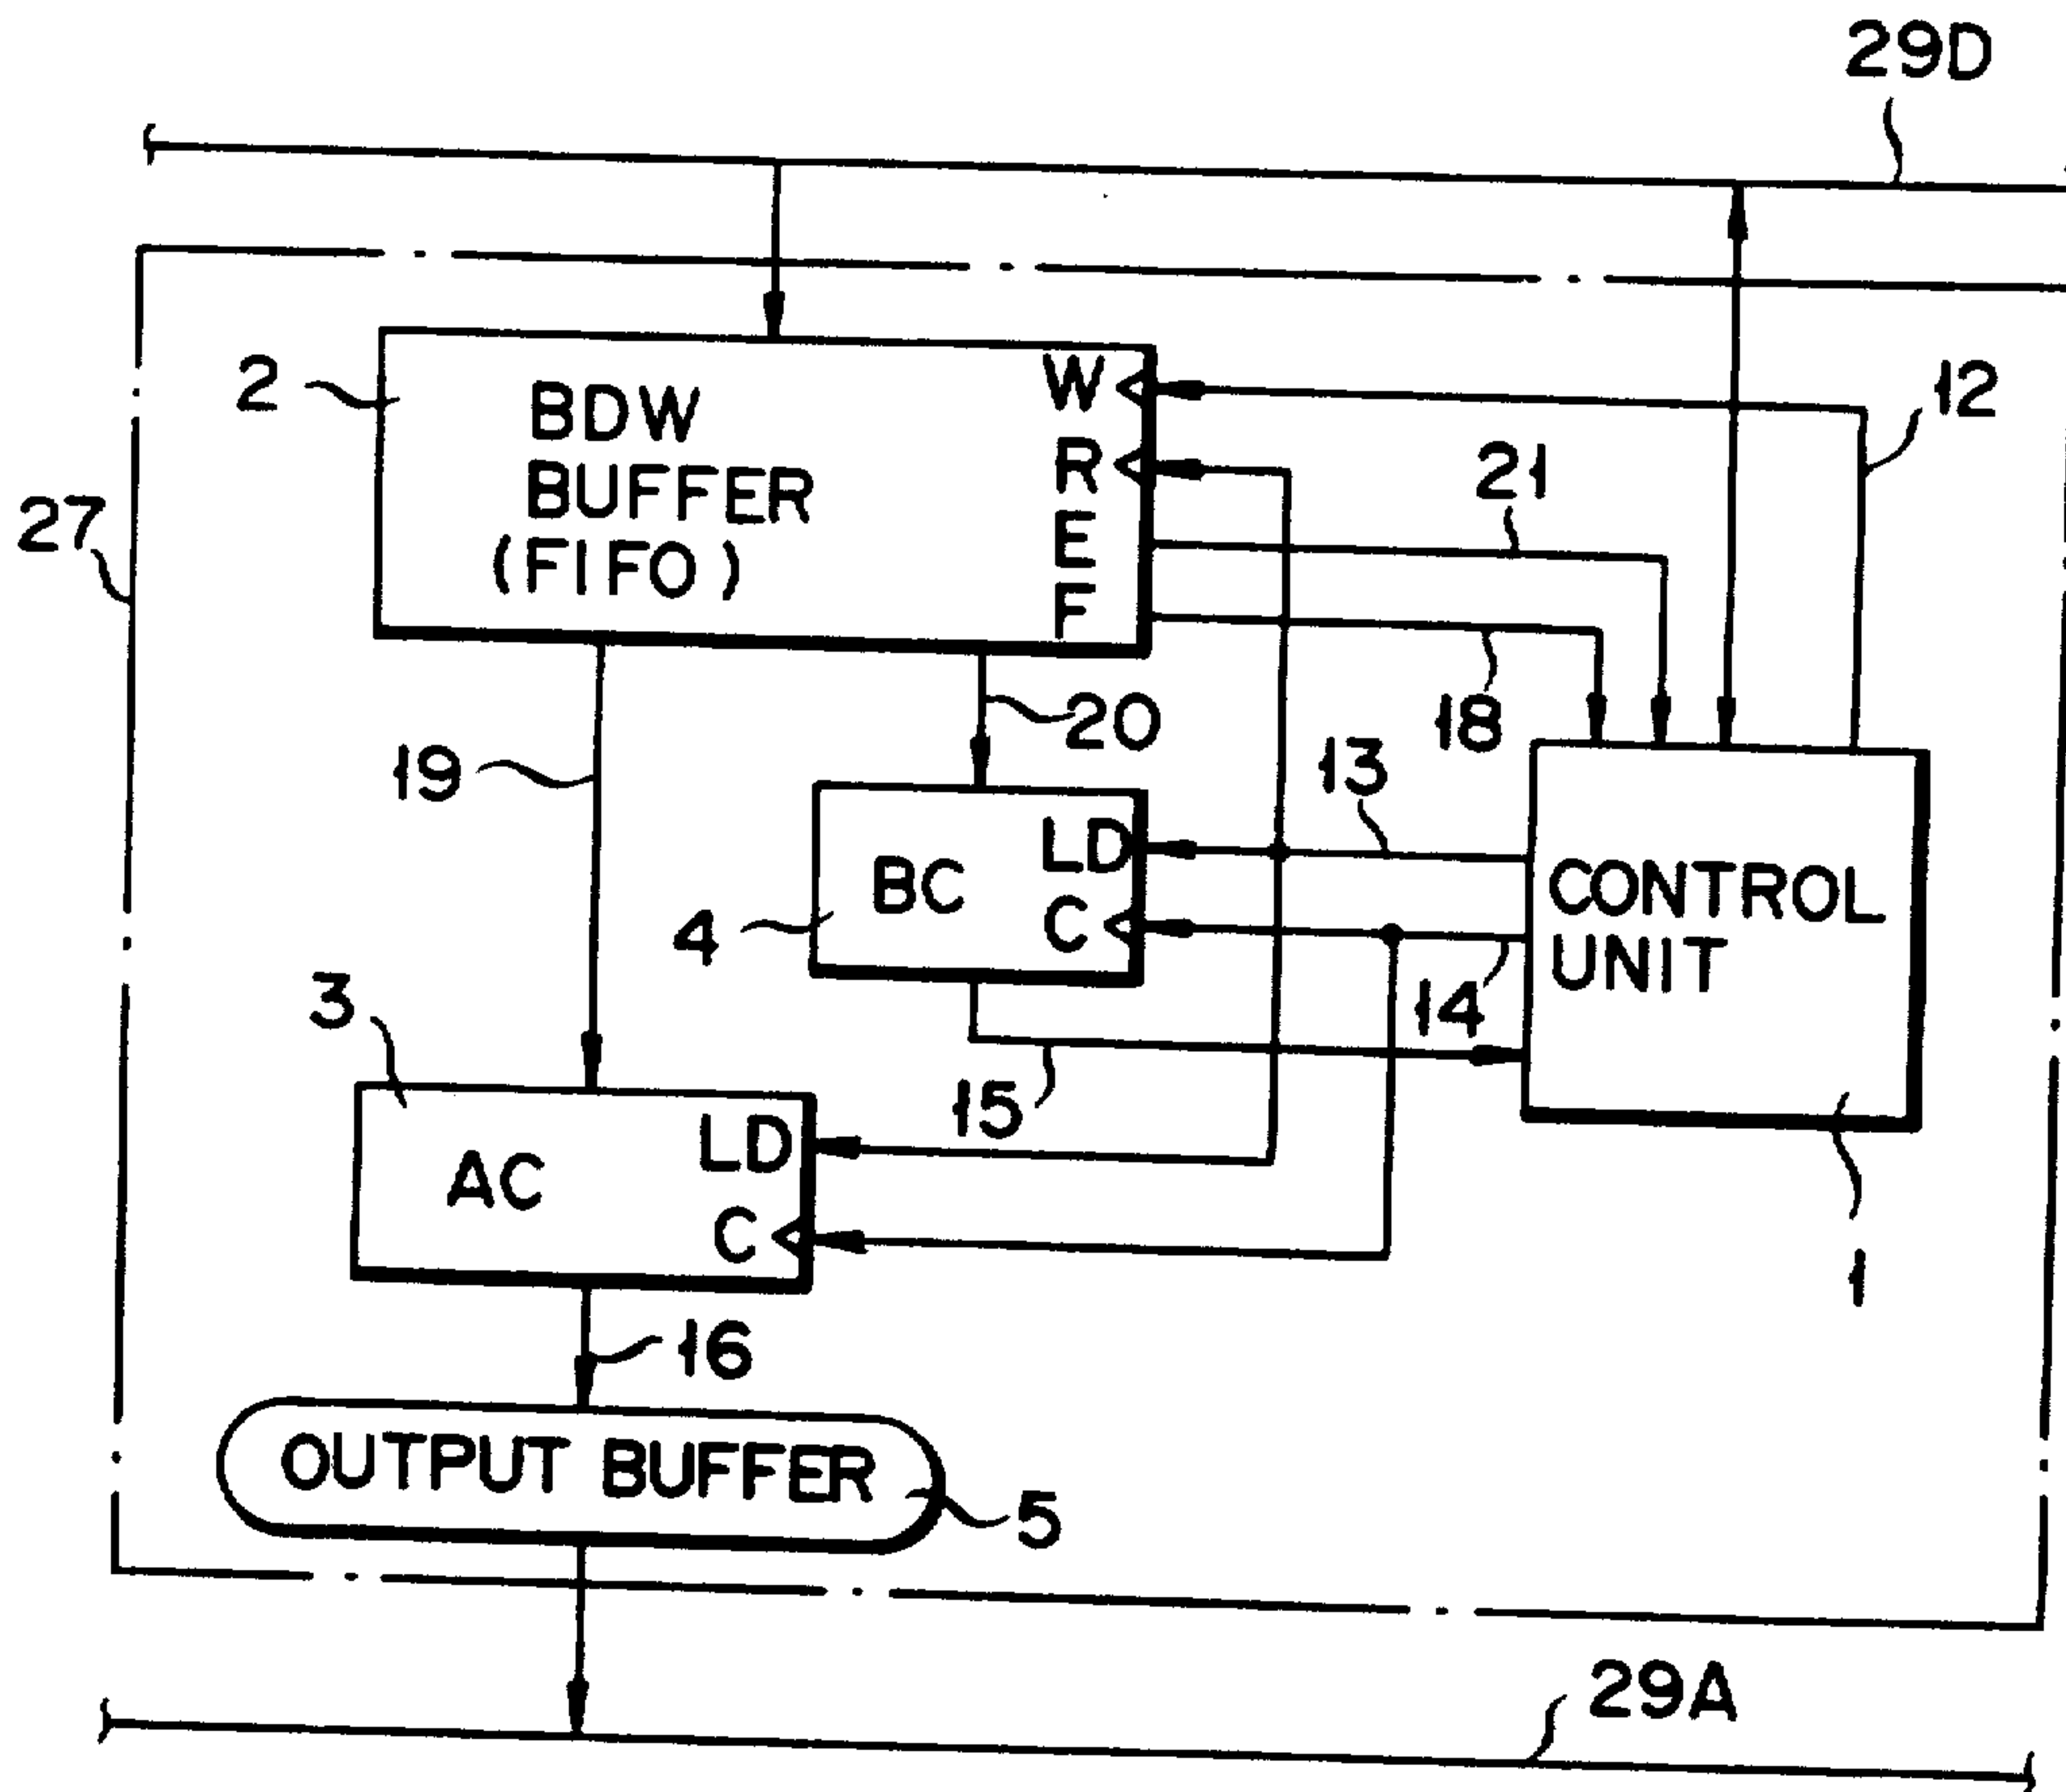 29D
2
BDW
BUFFER
(FIFO)
W
R
E
F
12
21
27
18
20
19
13
LD
BC
C
4
CONTROL
UNIT
14
3
15
LD
AC
C
1
16
OUTPUT BUFFER
5
29A